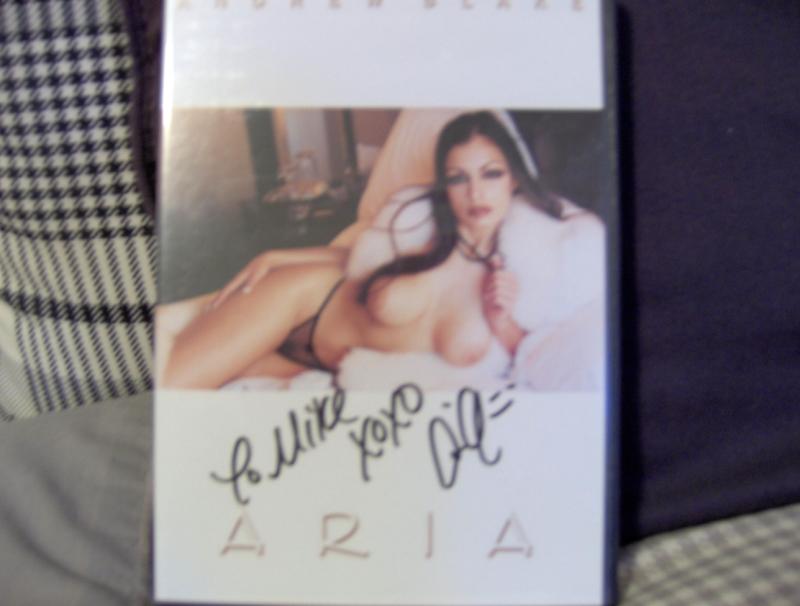 ANDREW BLAKE
To Mike
XOXO
ARIA